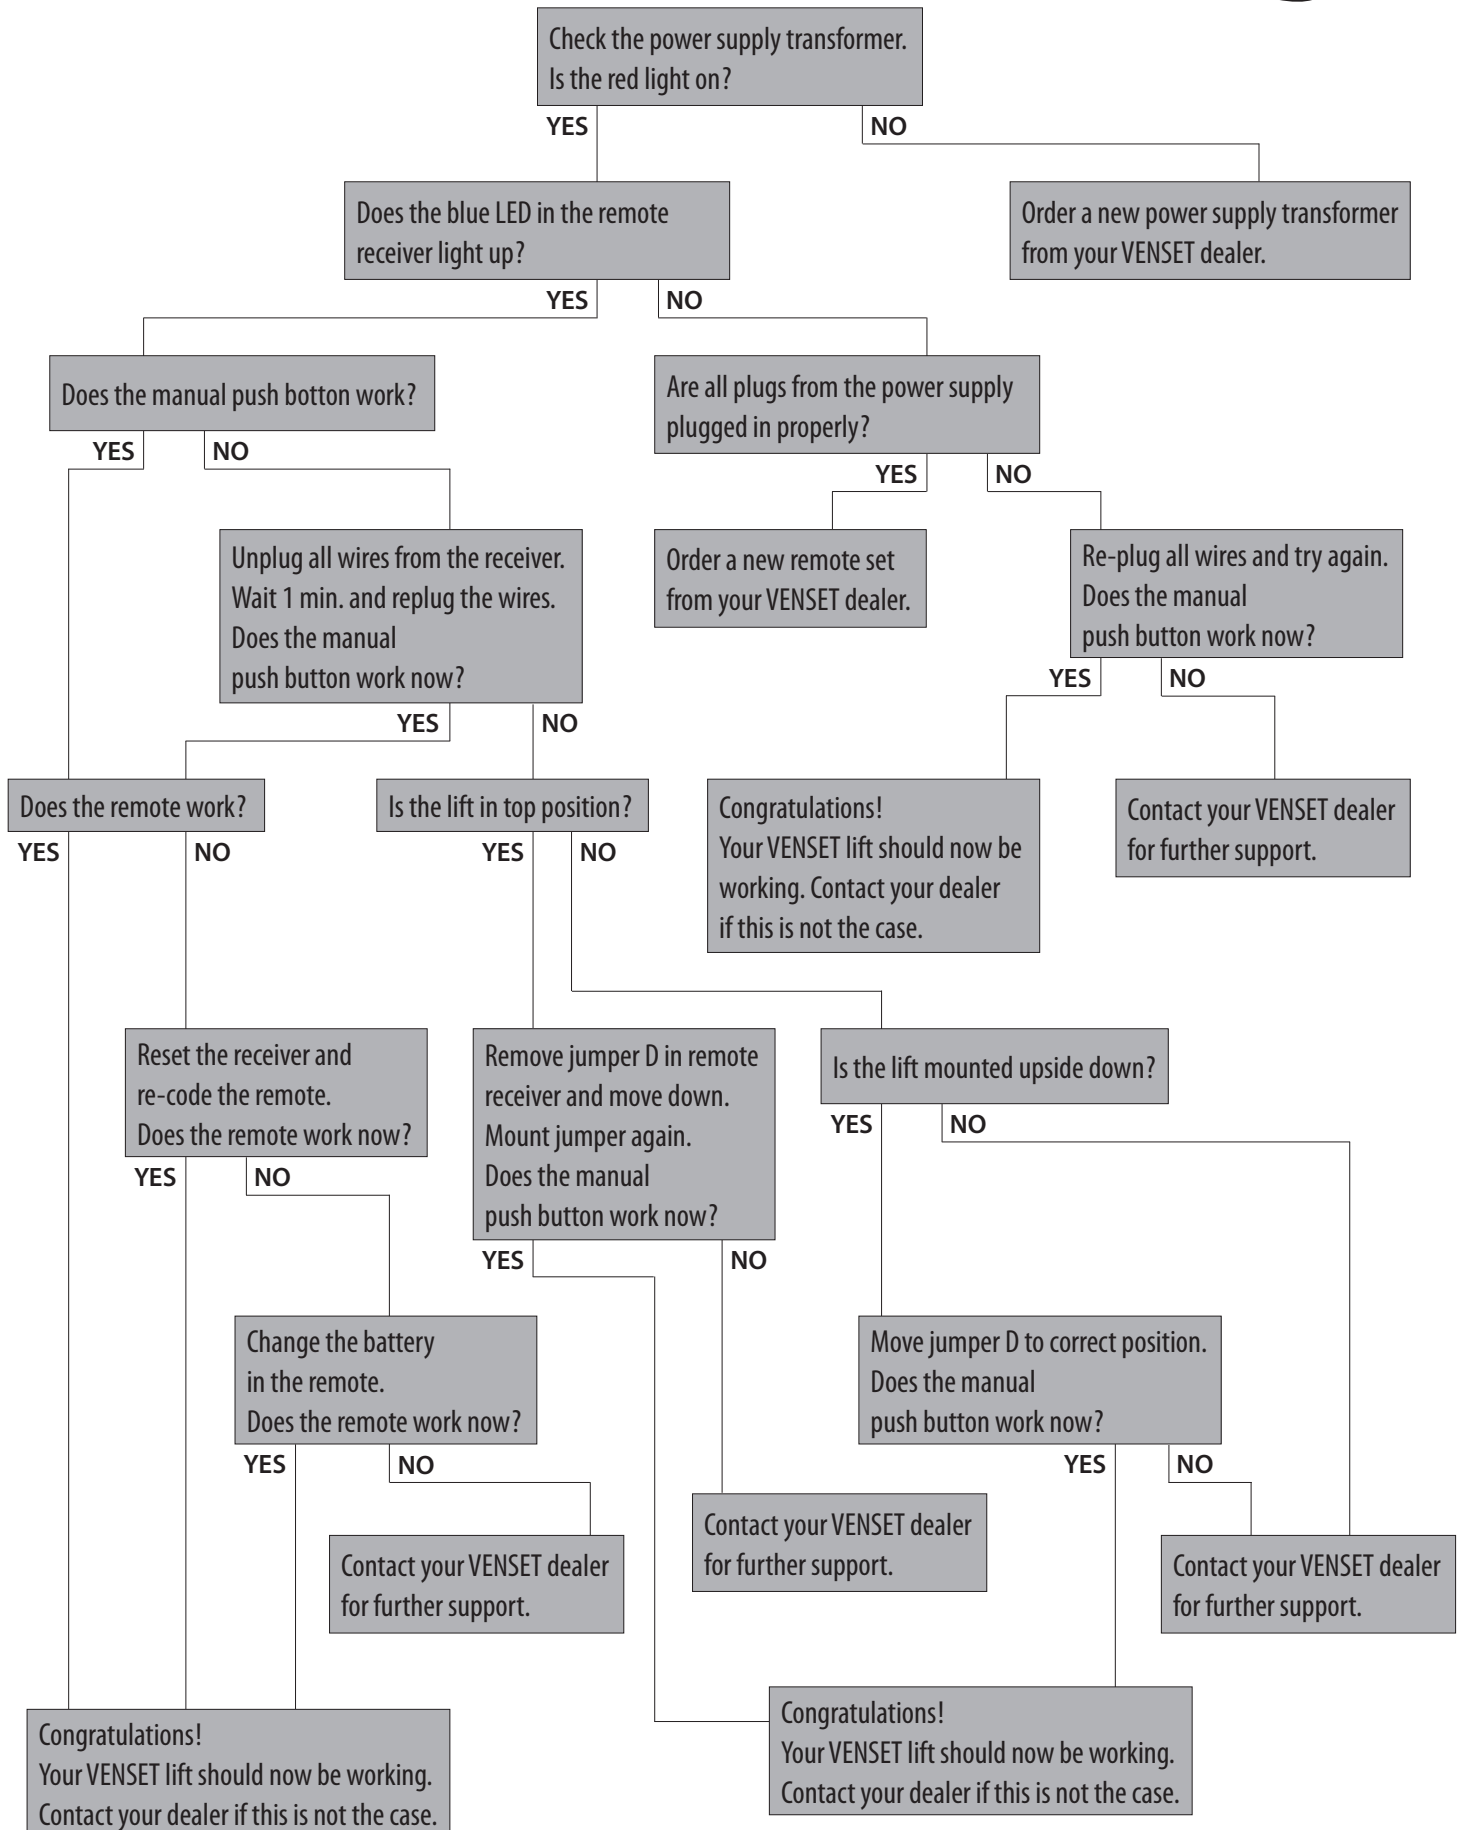 Check the power supply transformer.
Is the red light on?
YES
NO
Does the blue LED in the remote
receiver light up?
Order a new power supply transformer
from your VENSET dealer.
YES
NO
Does the manual push botton work?
Are all plugs from the power supply
plugged in properly?
YES
NO
YES
NO
Unplug all wires from the receiver.
Wait 1 min. and replug the wires.
Does the manual
push button work now?
Order a new remote set
from your VENSET dealer.
Re-plug all wires and try again.
Does the manual
push button work now?
YES
NO
YES
NO
Does the remote work?
Is the lift in top position?
Congratulations!
Your VENSET lift should now be
working. Contact your dealer
if this is not the case.
Contact your VENSET dealer
for further support.
YES
NO
YES
NO
Reset the receiver and
re-code the remote.
Does the remote work now?
Remove jumper D in remote
receiver and move down.
Mount jumper again.
Does the manual
push button work now?
Is the lift mounted upside down?
YES
NO
YES
NO
YES
NO
Change the battery
in the remote.
Does the remote work now?
Move jumper D to correct position.
Does the manual
push button work now?
YES
NO
YES
NO
Contact your VENSET dealer
for further support.
Contact your VENSET dealer
for further support.
Contact your VENSET dealer
for further support.
Congratulations!
Your VENSET lift should now be working.
Contact your dealer if this is not the case.
Congratulations!
Your VENSET lift should now be working.
Contact your dealer if this is not the case.